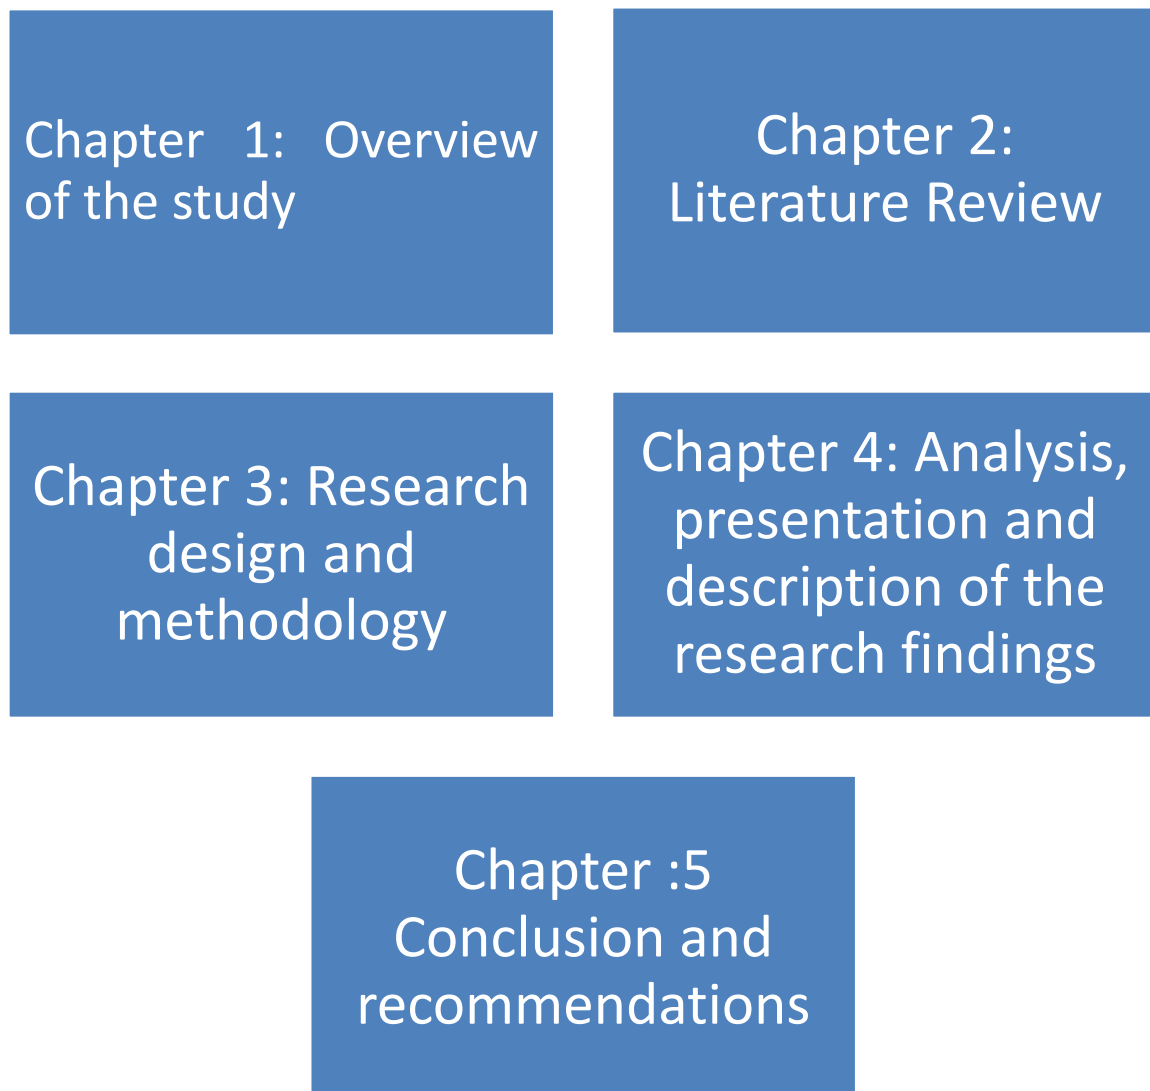 Chapter 1: Overview
of the study
Chapter 2:
Literature Review
Chapter 3: Research
design and
methodology
Chapter 4: Analysis,
presentation and
description of the
research findings
Chapter :5
Conclusion and
recommendations